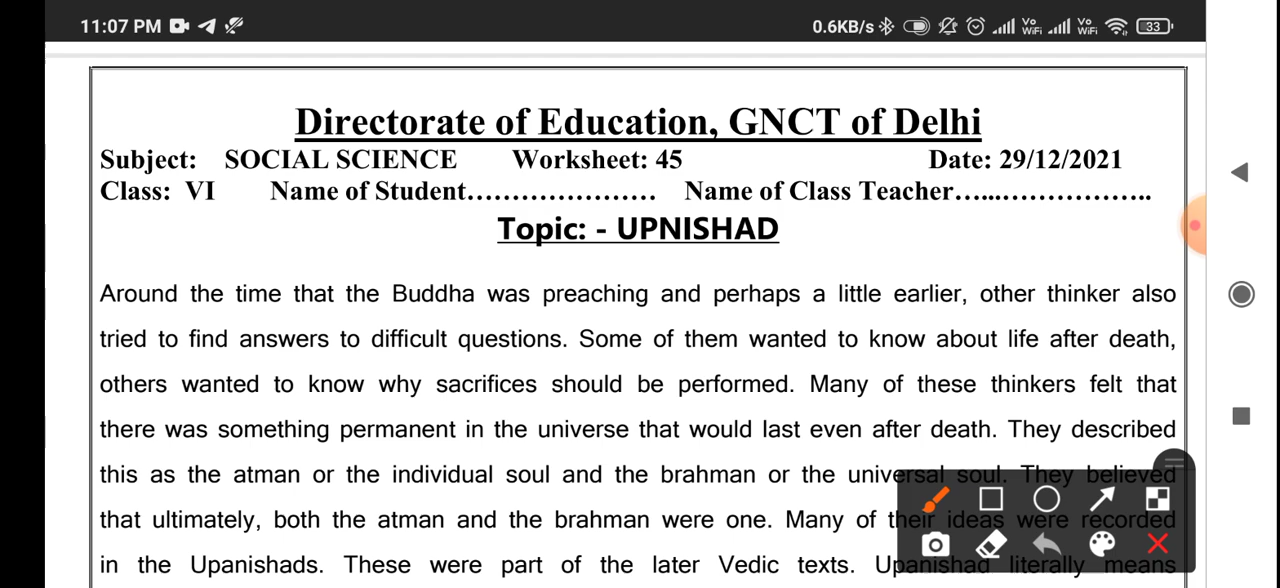 11:07 PM 0.6KB/s Vo WiFi Vo WiFi 33
Directorate of Education, GNCT of Delhi
Subject: SOCIAL SCIENCE Worksheet: 45 Date: 29/12/2021
Class: VI Name of Student………………… Name of Class Teacher…...……………..
Topic: - UPNISHAD
Around the time that the Buddha was preaching and perhaps a little earlier, other thinker also
tried to find answers to difficult questions. Some of them wanted to know about life after death,
others wanted to know why sacrifices should be performed. Many of these thinkers felt that
there was something permanent in the universe that would last even after death. They described
this as the atman or the individual soul and the brahman or the universal soul. They believed
that ultimately, both the atman and the brahman were one. Many of their ideas were recorded
in the Upanishads. These were part of the later Vedic texts. Upanishad literally means